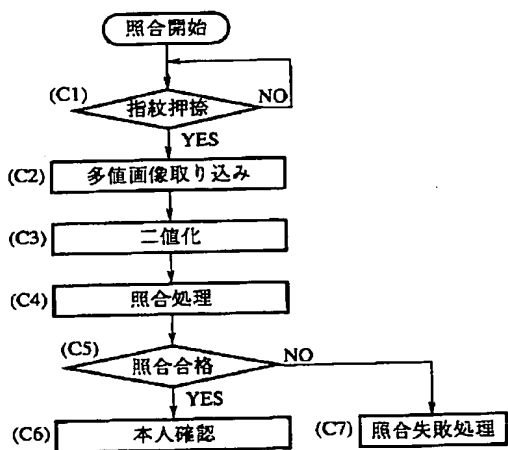 照合開始
(C1) 指紋押捺 NO
YES
(C2) 多値画像取り込み
(C3) 二値化
(C4) 照合処理
(C5) 照合合格 NO
YES
(C6) 本人確認 (C7) 照合失敗処理